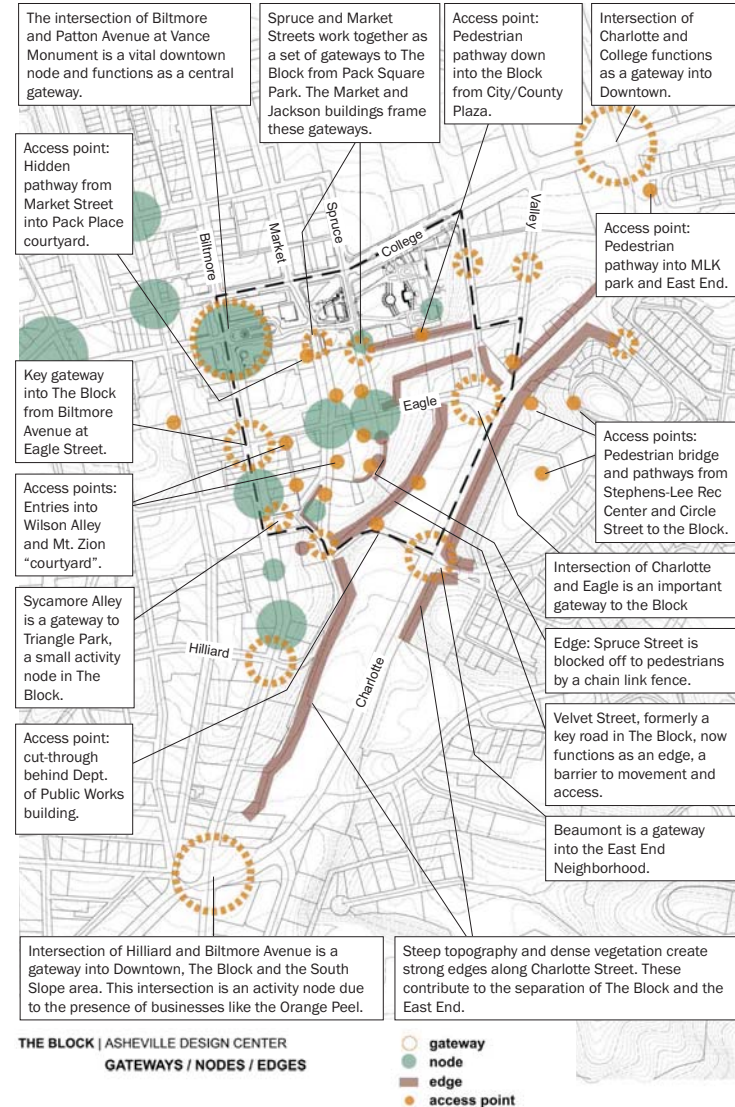 The intersection of Biltmore
and Patton Avenue at Vance
Monument is a vital downtown
node and functions as a central
gateway.
Spruce and Market
Streets work together as
a set of gateways to The
Block from Pack Square
Park. The Market and
Jackson buildings frame
these gateways.
Access point:
Pedestrian
pathway down
into the Block
from City/County
Plaza.
Intersection of
Charlotte and
College functions
as a gateway into
Downtown.
Access point:
Hidden
pathway from
Market Street
into Pack Place
courtyard.
Biltmore
Market
Spruce
College
Valley
Access point:
Pedestrian
pathway into MLK
park and East End.
Key gateway
into The Block
from Biltmore
Avenue at
Eagle Street.
Eagle
Access points:
Pedestrian bridge
and pathways from
Stephens-Lee Rec
Center and Circle
Street to the Block.
Access points:
Entries into
Wilson Alley
and Mt. Zion
“courtyard”.
Intersection of Charlotte
and Eagle is an important
gateway to the Block
Sycamore Alley
is a gateway to
Triangle Park,
a small activity
node in The
Block.
Hilliard
Charlotte
Edge: Spruce Street is
blocked off to pedestrians
by a chain link fence.
Velvet Street, formerly a
key road in The Block, now
functions as an edge, a
barrier to movement and
access.
Access point:
cut-through
behind Dept.
of Public Works
building.
Beaumont is a gateway
into the East End
Neighborhood.
Intersection of Hilliard and Biltmore Avenue is a
gateway into Downtown, The Block and the South
Slope area. This intersection is an activity node due
to the presence of businesses like the Orange Peel.
Steep topography and dense vegetation create
strong edges along Charlotte Street. These
contribute to the separation of The Block and the
East End.
THE BLOCK | ASHEVILLE DESIGN CENTER
GATEWAYS / NODES / EDGES
gateway
node
edge
access point